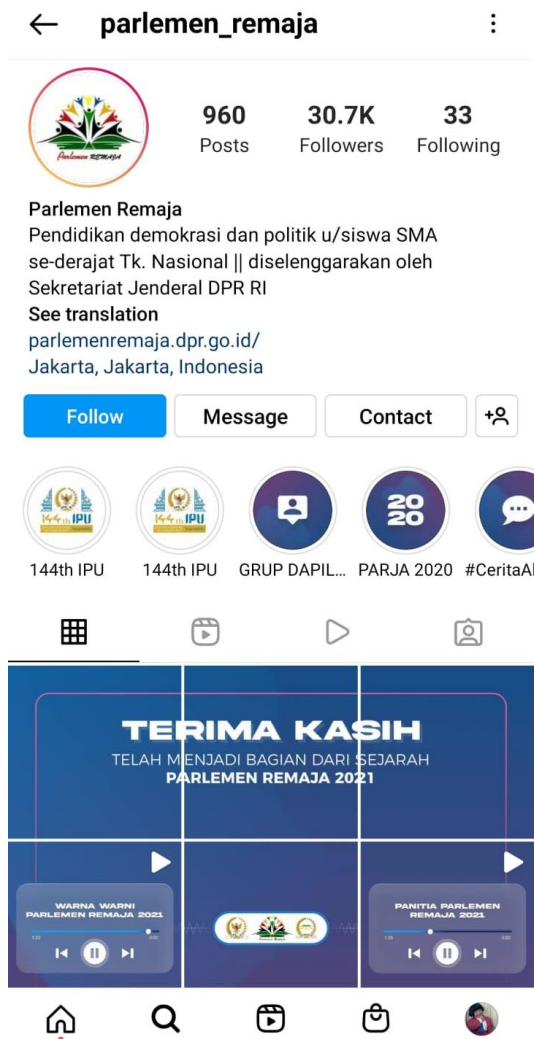 parlemen_remaja
960
30.7K
33
Posts
Followers
Following
Parlemen REMAJA
Parlemen Remaja
Pendidikan demokrasi dan politik u/siswa SMA
se-derajat Tk. Nasional || diselenggarakan oleh
Sekretariat Jenderal DPR RI
See translation
parlemenremaja.dpr.go.id/
Jakarta, Jakarta, Indonesia
Follow
Message
Contact
144th IPU
144th IPU
20
20
144th IPU
144th IPU
GRUP DAPIL...
PARJA 2020
#CeritaAl
TERIMA KASIH
TELAH MENJADI BAGIAN DARI SEJARAH
PARLEMEN REMAJA 2021
WARNA WARNI
PARLEMEN REMAJA 2021
PANITIA PARLEMEN
REMAJA 2021